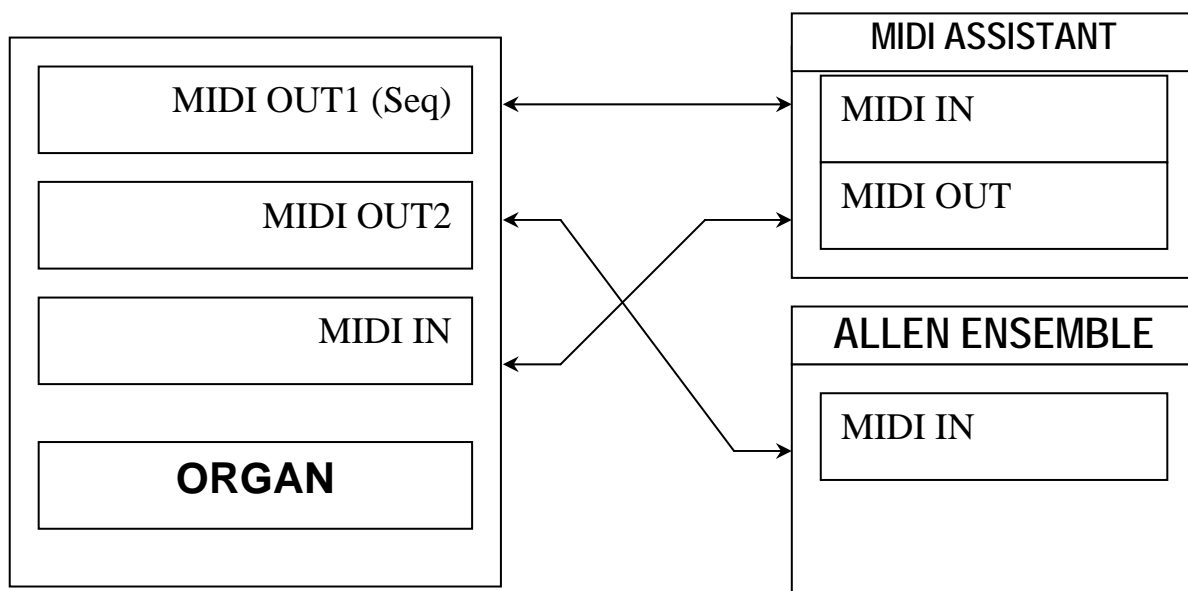 MIDI OUT1 (Seq)
MIDI OUT2
MIDI IN
ORGAN
MIDI ASSISTANT
MIDI IN
MIDI OUT
ALLEN ENSEMBLE
MIDI IN